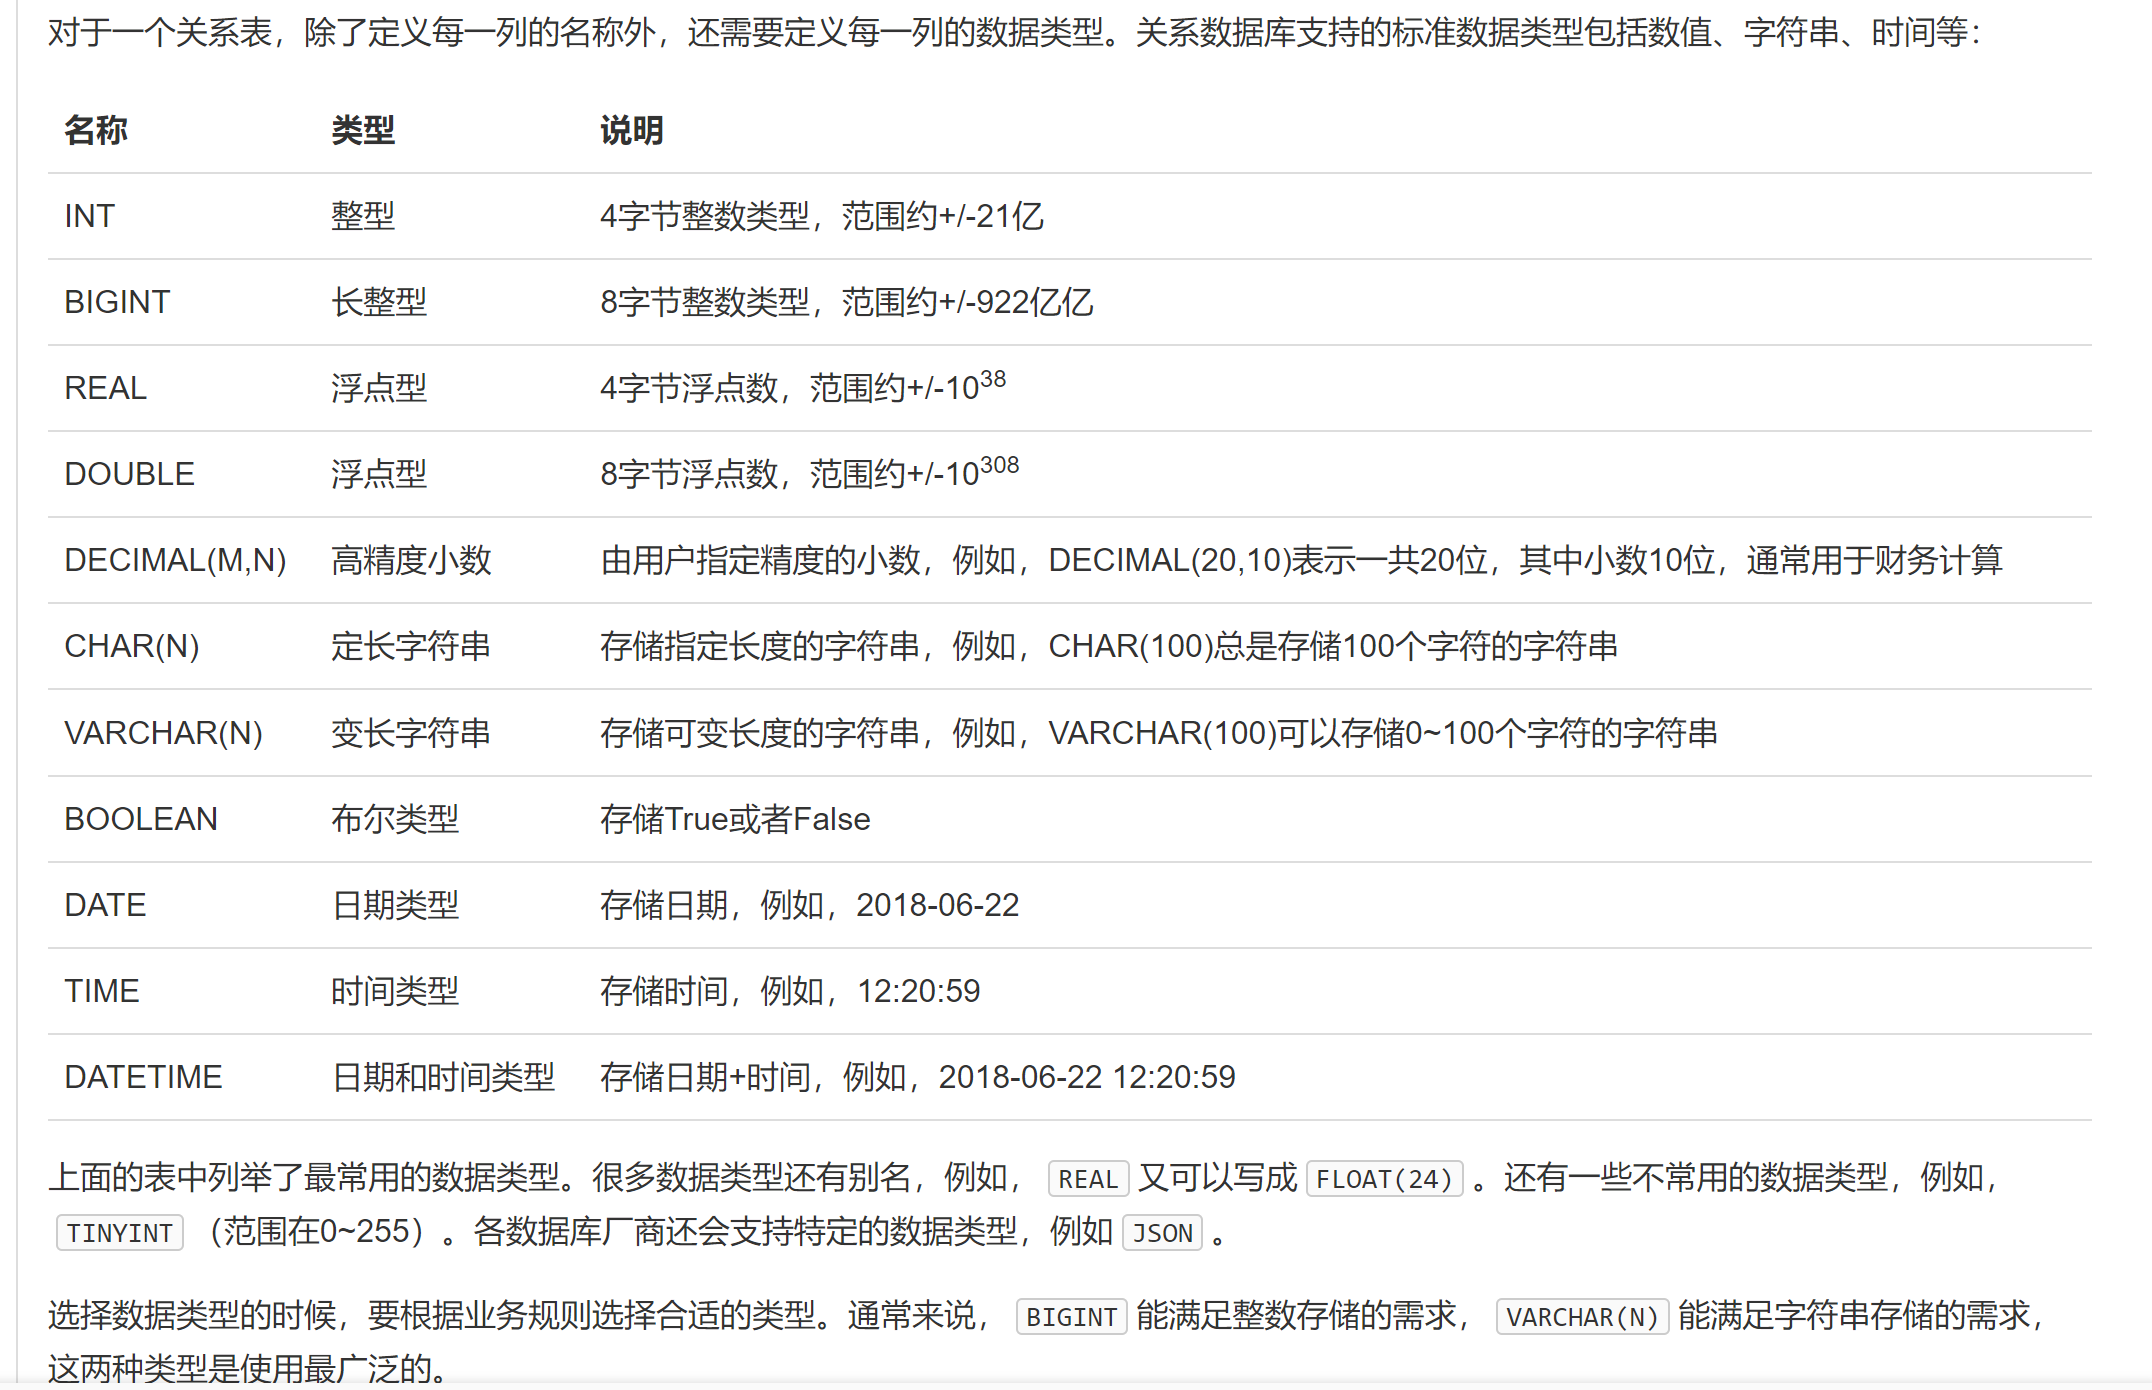 对于一个关系表，除了定义每一列的名称外，还需要定义每一列的数据类型。关系数据库支持的标准数据类型包括数值、字符串、时间等：
名称 类型 说明
INT 整型 4字节整数类型，范围约+/-21亿
BIGINT 长整型 8字节整数类型，范围约+/-922亿亿
REAL 浮点型 4字节浮点数，范围约+/-10³⁸
DOUBLE 浮点型 8字节浮点数，范围约+/-10³⁰⁸
DECIMAL(M,N) 高精度小数 由用户指定精度的小数，例如，DECIMAL(20,10)表示一共20位，其中小数10位，通常用于财务计算
CHAR(N) 定长字符串 存储指定长度的字符串，例如，CHAR(100)总是存储100个字符的字符串
VARCHAR(N) 变长字符串 存储可变长度的字符串，例如，VARCHAR(100)可以存储0~100个字符的字符串
BOOLEAN 布尔类型 存储True或者False
DATE 日期类型 存储日期，例如，2018-06-22
TIME 时间类型 存储时间，例如，12:20:59
DATETIME 日期和时间类型 存储日期+时间，例如，2018-06-22 12:20:59
上面的表中列举了最常用的数据类型。很多数据类型还有别名，例如， REAL 又可以写成 FLOAT(24) 。还有一些不常用的数据类型，例如，
TINYINT （范围在0~255）。各数据库厂商还会支持特定的数据类型，例如 JSON 。
选择数据类型的时候，要根据业务规则选择合适的类型。通常来说， BIGINT 能满足整数存储的需求， VARCHAR(N) 能满足字符串存储的需求，
这两种类型是使用最广泛的。